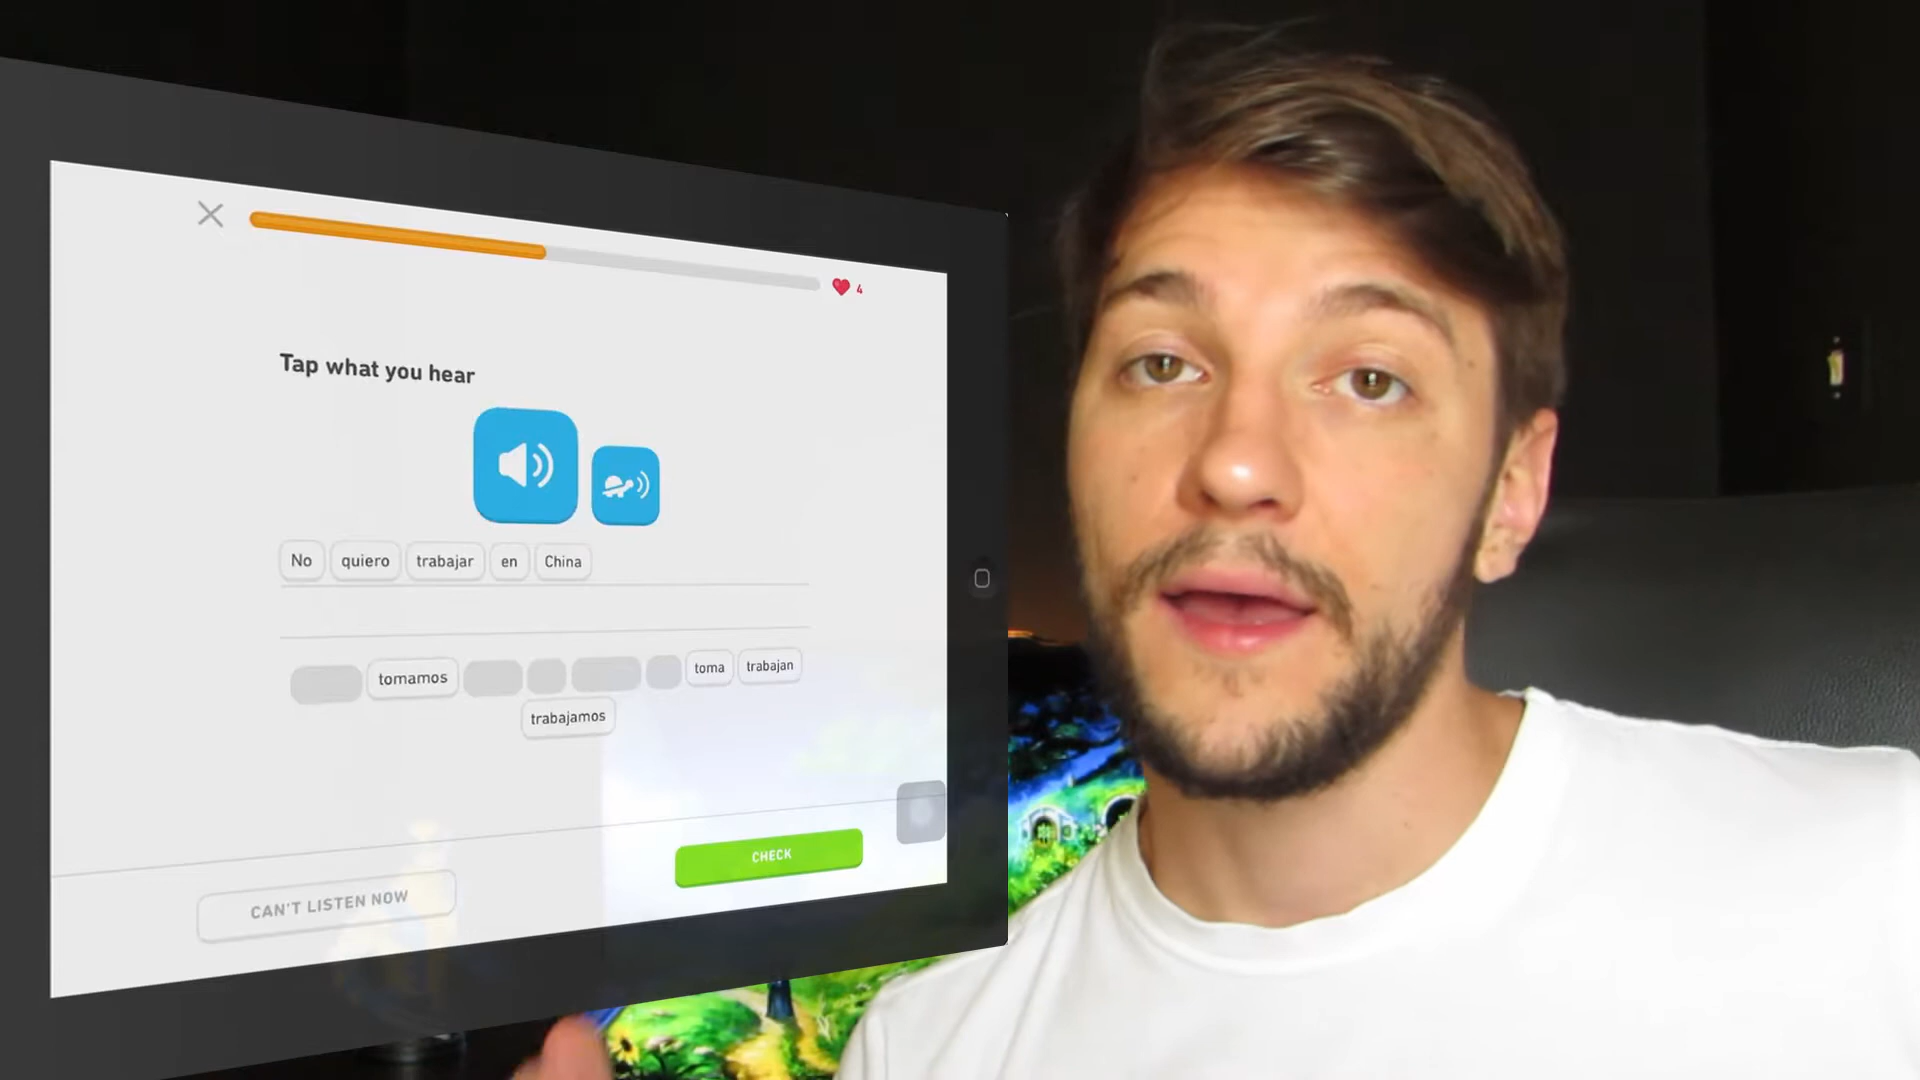 4
Tap what you hear
No quiero trabajar en China
tomamos toma trabajan
trabajamos
CHECK
CAN'T LISTEN NOW